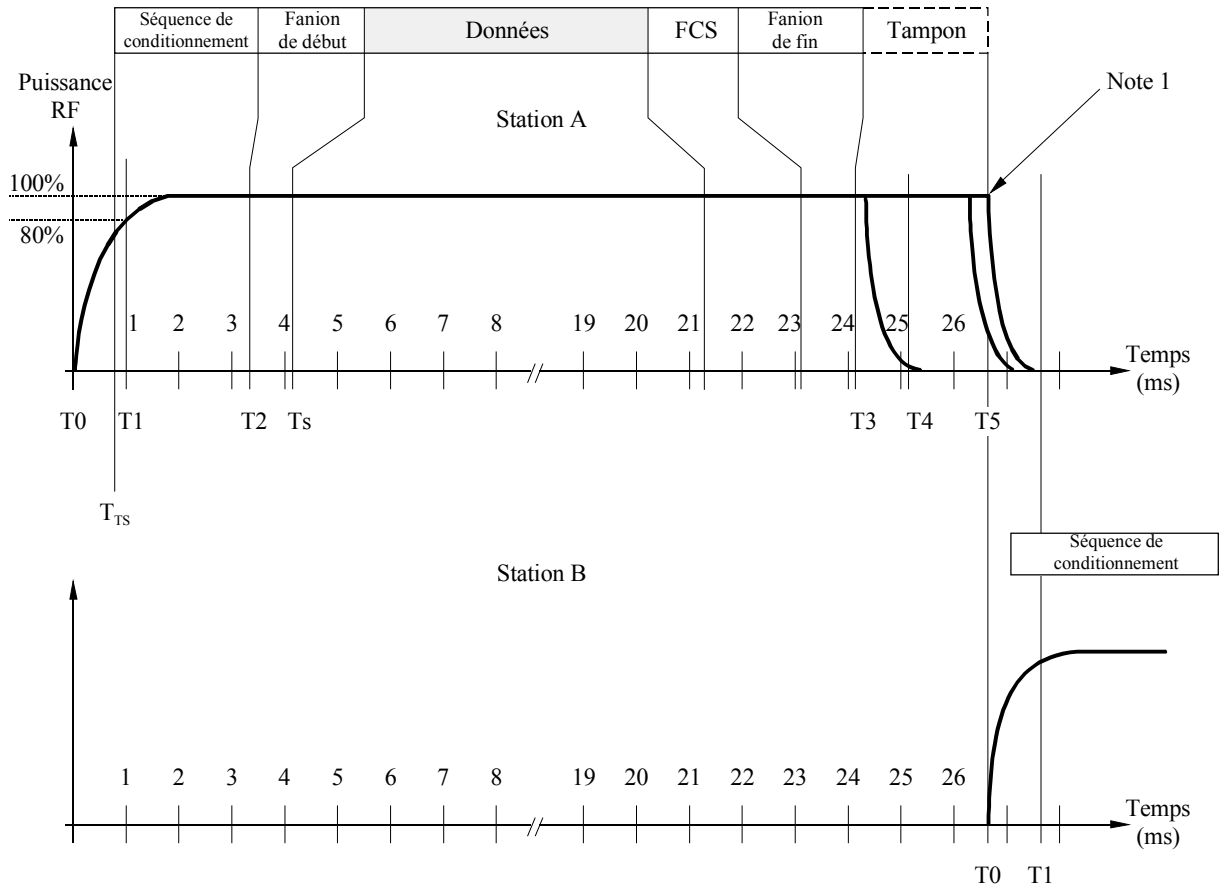 Séquence de
conditionnement
Fanion
de début
Données
FCS
Fanion
de fin
Tampon
Puissance
RF
Station A
Note 1
100%
80%
1 2 3 4 5 6 7 8 19 20 21 22 23 24 25 26
Temps
(ms)
T0 T1 T2 Ts T3 T4 T5
TTS
Séquence de
conditionnement
Station B
1 2 3 4 5 6 7 8 19 20 21 22 23 24 25 26
Temps
(ms)
T0 T1